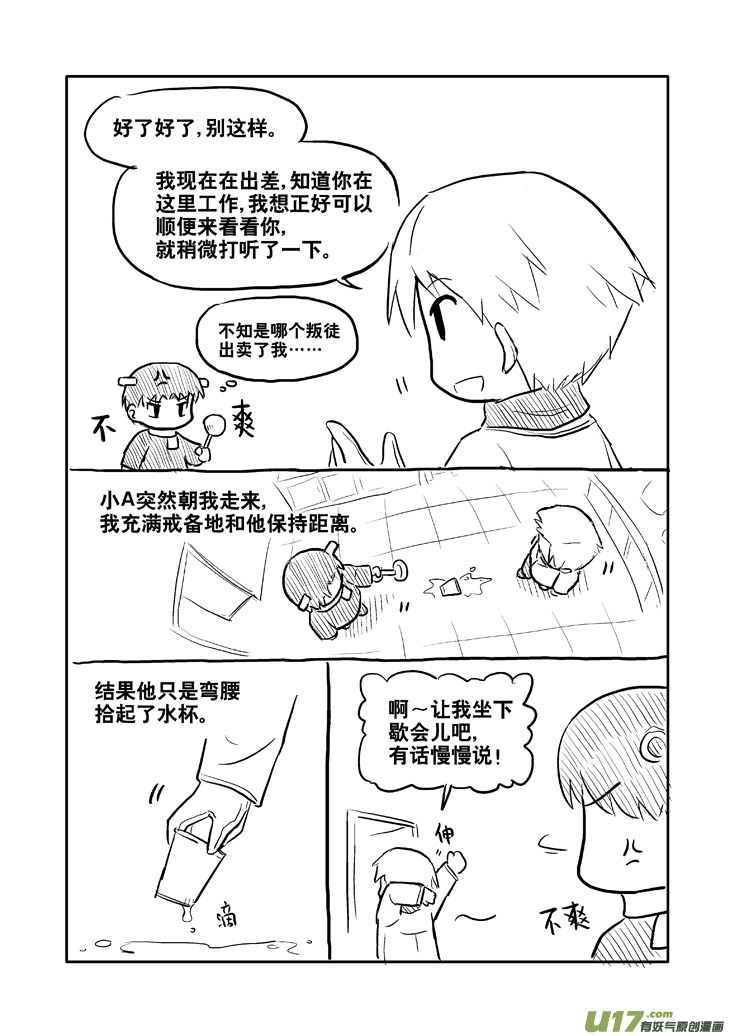 好了好了，别这样。
我现在在出差，知道你在
这里工作，我想正好可以
顺便来看看你，
就稍微打听了一下。
不知是哪个叛徒
出卖了我……
不爽
小A突然朝我走来，
我充满戒备地和他保持距离。
结果他只是弯腰
拾起了水杯。
滴
啊～让我坐下
歇会儿吧，
有话慢慢说！
伸
不爽
U17.com
有妖气原创漫画